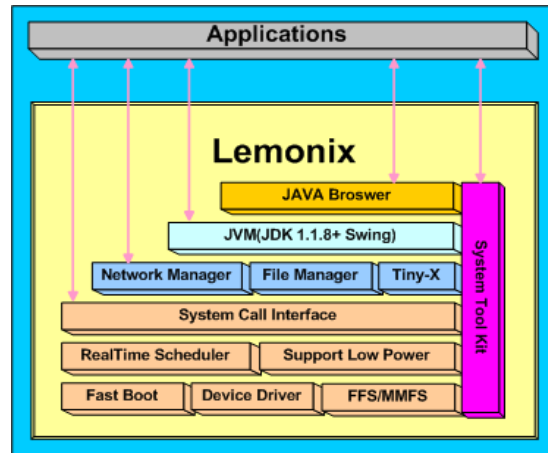 Applications
Lemonix
JAVA Broswer
JVM(JDK 1.1.8+ Swing)
Network Manager File Manager Tiny-X
System Call Interface
RealTime Scheduler Support Low Power
Fast Boot Device Driver FFS/MMFS
System Tool Kit